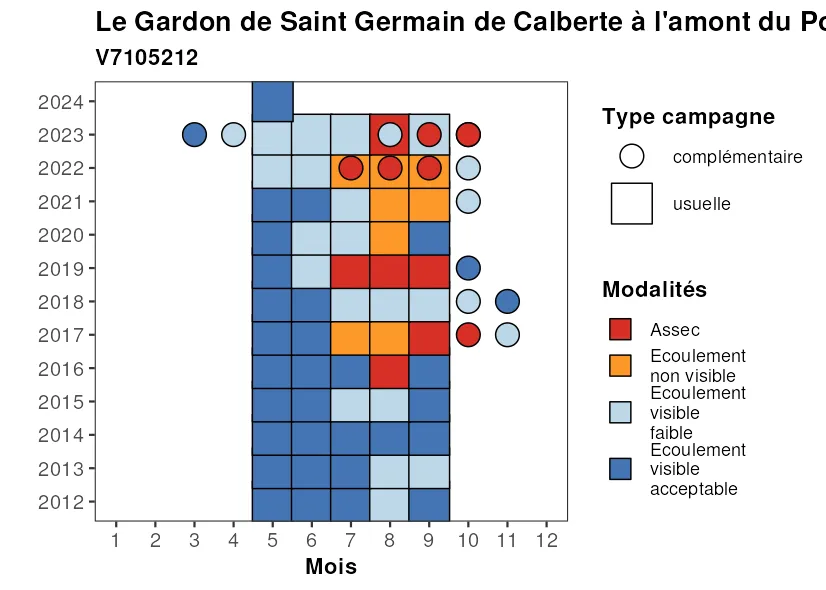 Le Gardon de Saint Germain de Calberte à l'amont du
V7105212
2024
2023
2022
2021
2020
2019
2018
2017
2016
2015
2014
2013
2012
1 2 3 4 5 6 7 8 9 10 11 12
Mois
Type campagne
complémentaire
usuelle
Modalités
Assec
Ecoulement
non visible
Ecoulement
visible
faible
Ecoulement
visible
acceptable